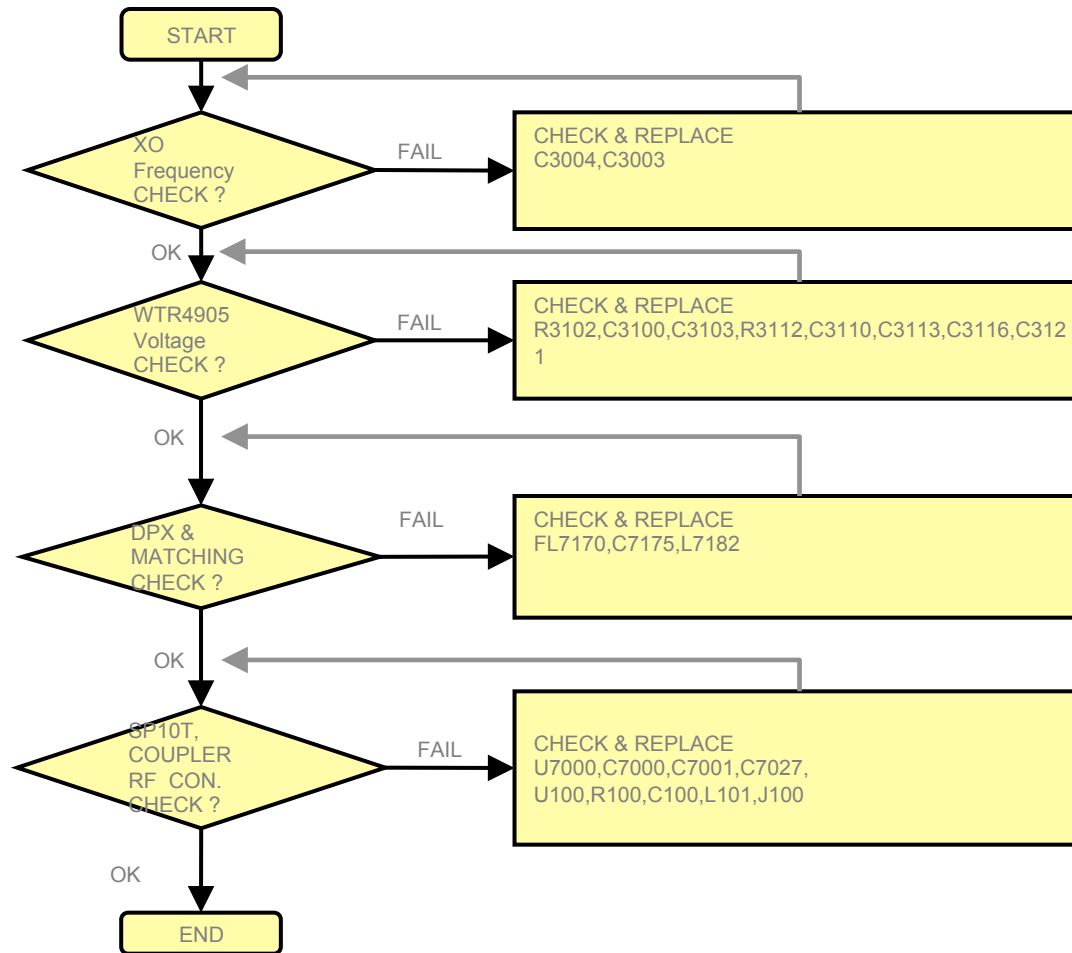 START
XO
Frequency
CHECK ?
FAIL
CHECK & REPLACE
C3004,C3003
OK
WTR4905
Voltage
CHECK ?
FAIL
CHECK & REPLACE
R3102,C3100,C3103,R3112,C3110,C3113,C3116,C312
1
OK
DPX &
MATCHING
CHECK ?
FAIL
CHECK & REPLACE
FL7170,C7175,L7182
OK
SP10T,
COUPLER
RF CON.
CHECK ?
FAIL
CHECK & REPLACE
U7000,C7000,C7001,C7027,
U100,R100,C100,L101,J100
OK
END